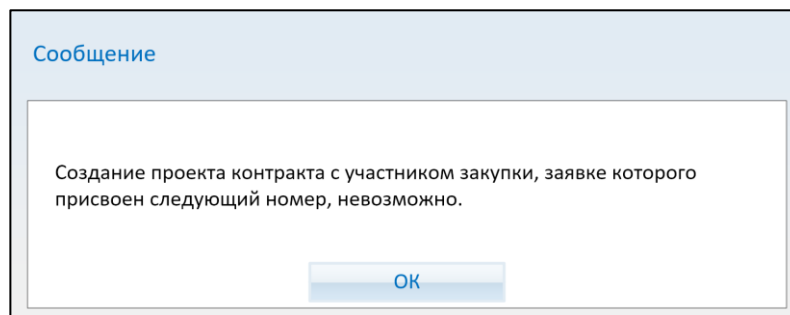 Сообщение
Создание проекта контракта с участником закупки, заявке которого
присвоен следующий номер, невозможно.
ОК